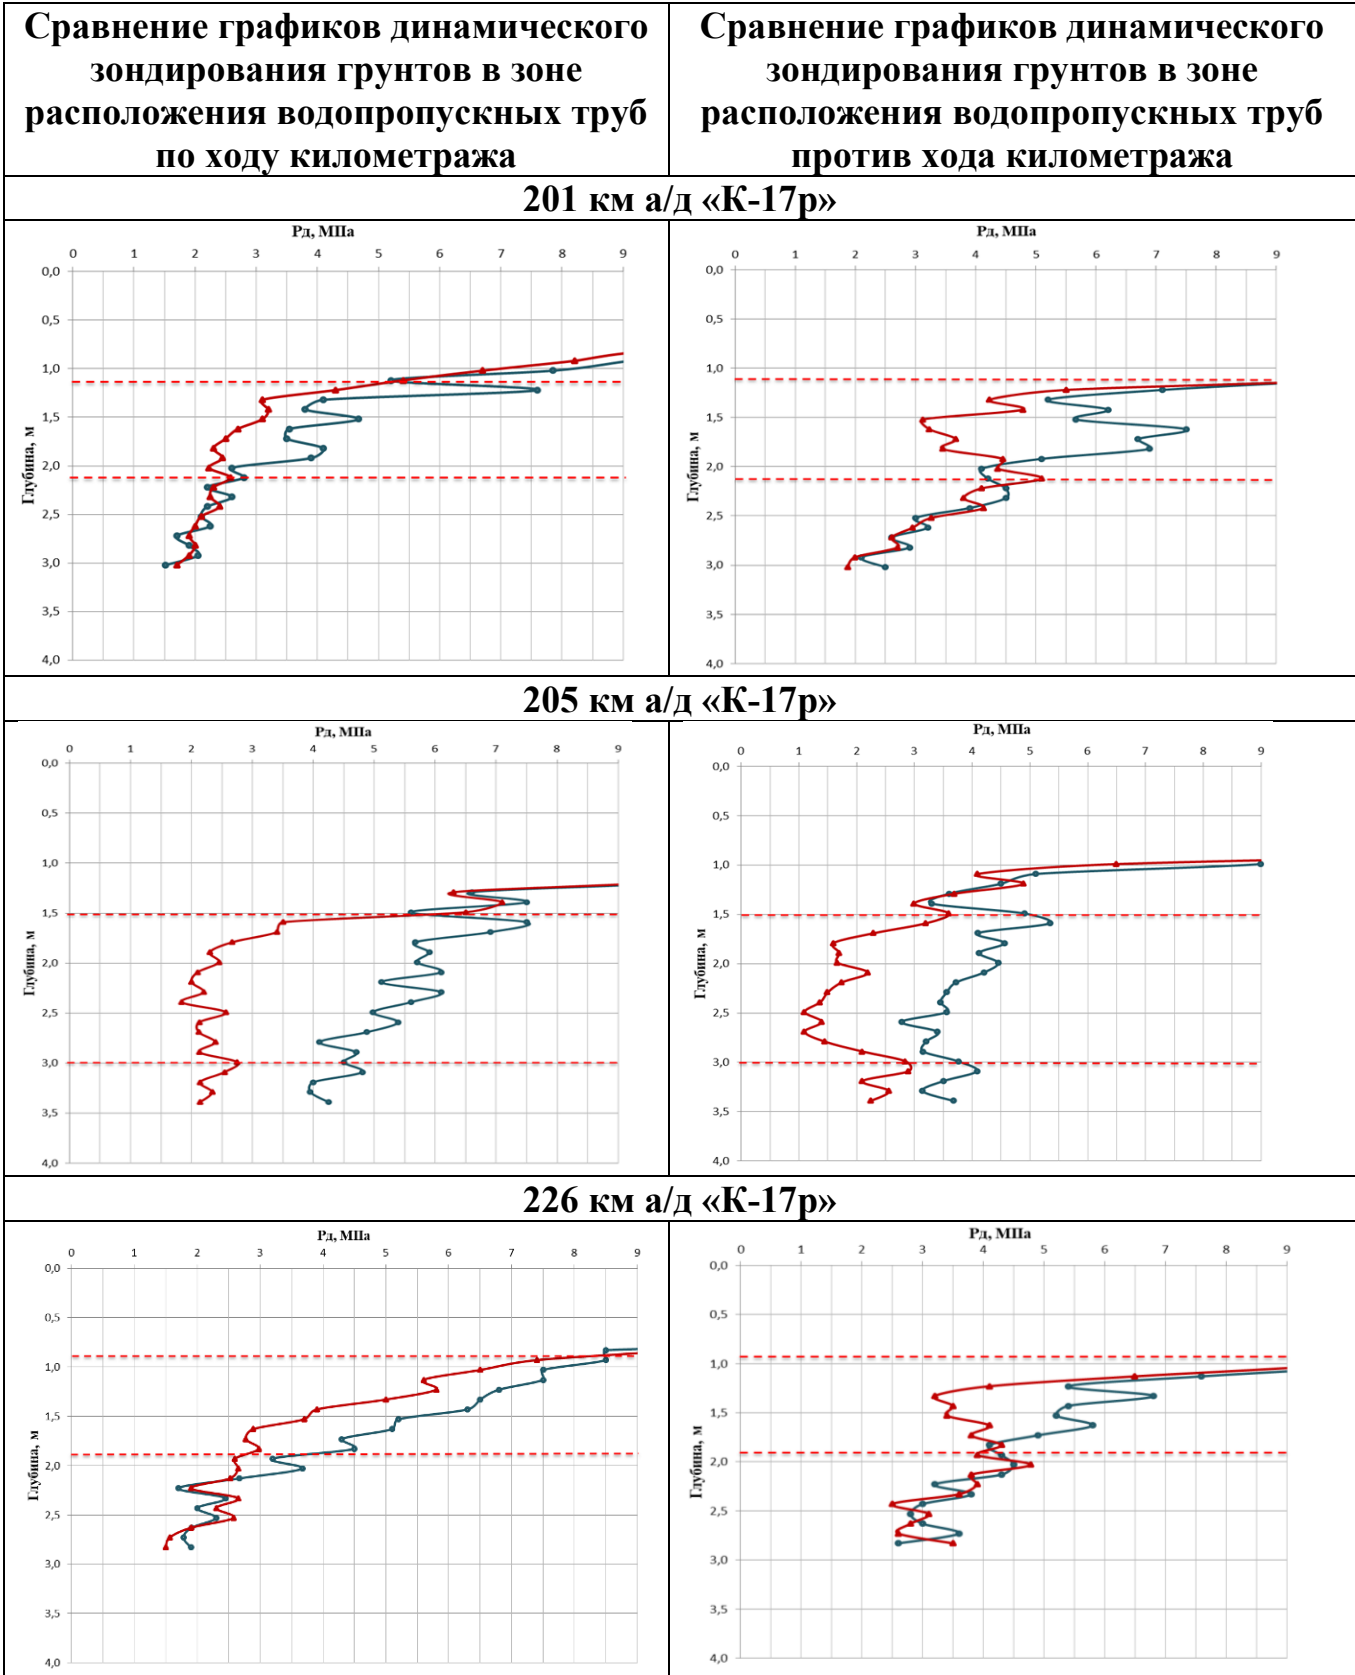 Сравнение графиков динамического
зондирования грунтов в зоне
расположения водопропускных труб
по ходу километража
Сравнение графиков динамического
зондирования грунтов в зоне
расположения водопропускных труб
против хода километража
201 км а/д «К-17р»
Рд, МПа
0 1 2 3 4 5 6 7 8 9
0,0
0,5
1,0
1,5
2,0
2,5
3,0
3,5
4,0
Глубина, м
Рд, МПа
0 1 2 3 4 5 6 7 8 9
0,0
0,5
1,0
1,5
2,0
2,5
3,0
3,5
4,0
Глубина, м
205 км а/д «К-17р»
Рд, МПа
0 1 2 3 4 5 6 7 8 9
0,0
0,5
1,0
1,5
2,0
2,5
3,0
3,5
4,0
Глубина, м
Рд, МПа
0 1 2 3 4 5 6 7 8 9
0,0
0,5
1,0
1,5
2,0
2,5
3,0
3,5
4,0
Глубина, м
226 км а/д «К-17р»
Рд, МПа
0 1 2 3 4 5 6 7 8 9
0,0
0,5
1,0
1,5
2,0
2,5
3,0
3,5
4,0
Глубина, м
Рд, МПа
0 1 2 3 4 5 6 7 8 9
0,0
0,5
1,0
1,5
2,0
2,5
3,0
3,5
4,0
Глубина, м